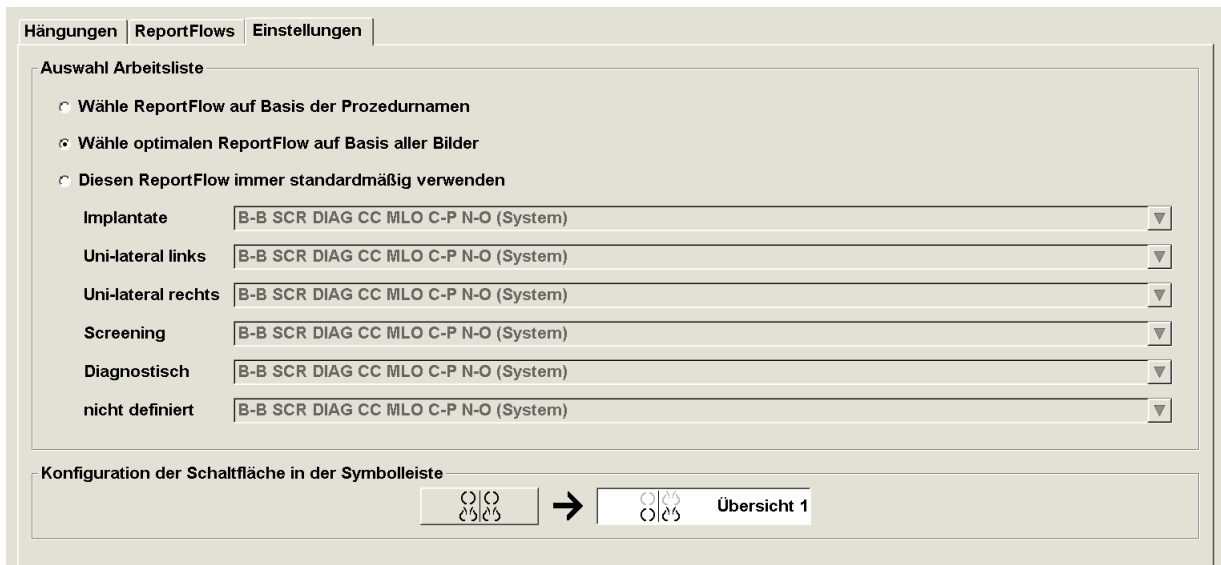 Hängungen ReportFlows Einstellungen
Auswahl Arbeitsliste
Wähle ReportFlow auf Basis der Prozedurnamen
Wähle optimalen ReportFlow auf Basis aller Bilder
Diesen ReportFlow immer standardmäßig verwenden
Implantate B-B SCR DIAG CC MLO C-P N-O (System)
Uni-lateral links B-B SCR DIAG CC MLO C-P N-O (System)
Uni-lateral rechts B-B SCR DIAG CC MLO C-P N-O (System)
Screening B-B SCR DIAG CC MLO C-P N-O (System)
Diagnostisch B-B SCR DIAG CC MLO C-P N-O (System)
nicht definiert B-B SCR DIAG CC MLO C-P N-O (System)
Konfiguration der Schaltfläche in der Symbolleiste
Übersicht 1